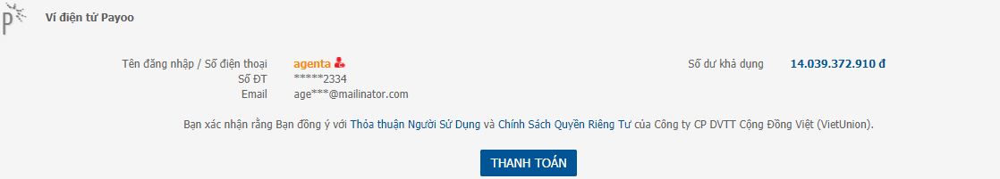 Ví điện tử Payoo
Tên đăng nhập / Số điện thoại agenta Số dư khả dụng 14.039.372.910 đ
Số ĐT *****2334
Email age***@mailinator.com
Bạn xác nhận rằng Bạn đồng ý với Thỏa thuận Người Sử Dụng và Chính Sách Quyền Riêng Tư của Công ty CP DVTT Cộng Đồng Việt (VietUnion).
THANH TOÁN